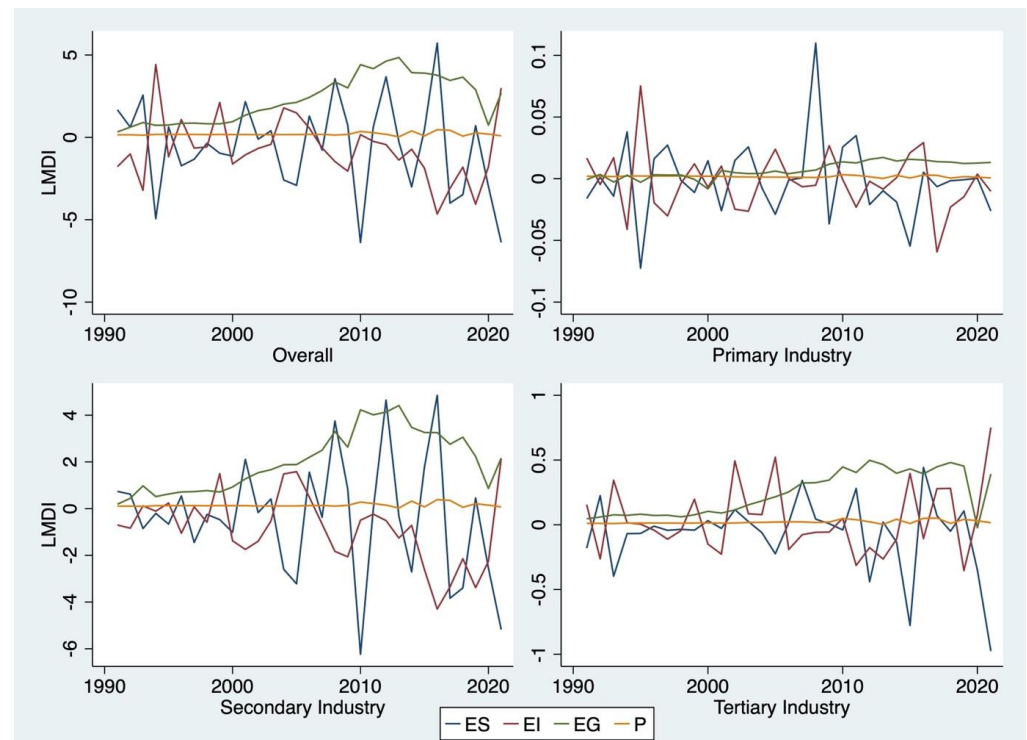 LMDI
5
0
-5
-10
1990 2000 2010 2020
Overall
0.1
0.05
0
-0.05
-0.1
1990 2000 2010 2020
Primary Industry
LMDI
4
2
0
-2
-4
-6
1990 2000 2010 2020
Secondary Industry
1
0.5
0
-0.5
-1
1990 2000 2010 2020
Tertiary Industry
ES EI EG P